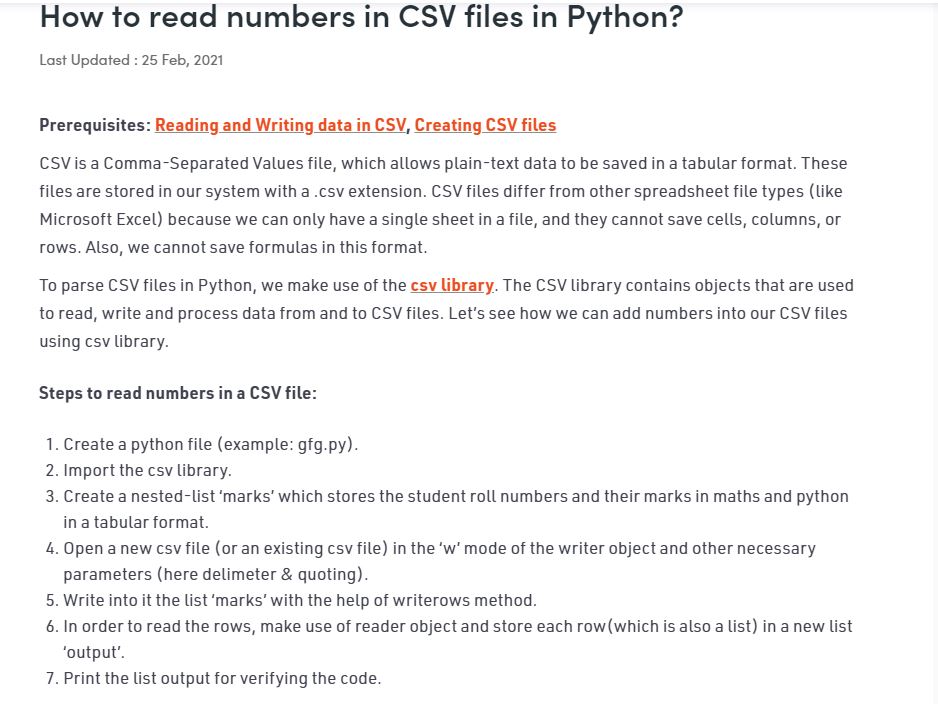 How to read numbers in CSV files in Python?
Last Updated : 25 Feb, 2021
Prerequisites: Reading and Writing data in CSV, Creating CSV files
CSV is a Comma-Separated Values file, which allows plain-text data to be saved in a tabular format. These
files are stored in our system with a .csv extension. CSV files differ from other spreadsheet file types (like
Microsoft Excel) because we can only have a single sheet in a file, and they cannot save cells, columns, or
rows. Also, we cannot save formulas in this format.
To parse CSV files in Python, we make use of the csv library. The CSV library contains objects that are used
to read, write and process data from and to CSV files. Let's see how we can add numbers into our CSV files
using csv library.
Steps to read numbers in a CSV file:
1. Create a python file (example: gfg.py).
2. Import the csv library.
3. Create a nested-list 'marks' which stores the student roll numbers and their marks in maths and python
in a tabular format.
4. Open a new csv file (or an existing csv file) in the 'w' mode of the writer object and other necessary
parameters (here delimeter & quoting).
5. Write into it the list 'marks' with the help of writerows method.
6. In order to read the rows, make use of reader object and store each row(which is also a list) in a new list
'output'.
7. Print the list output for verifying the code.